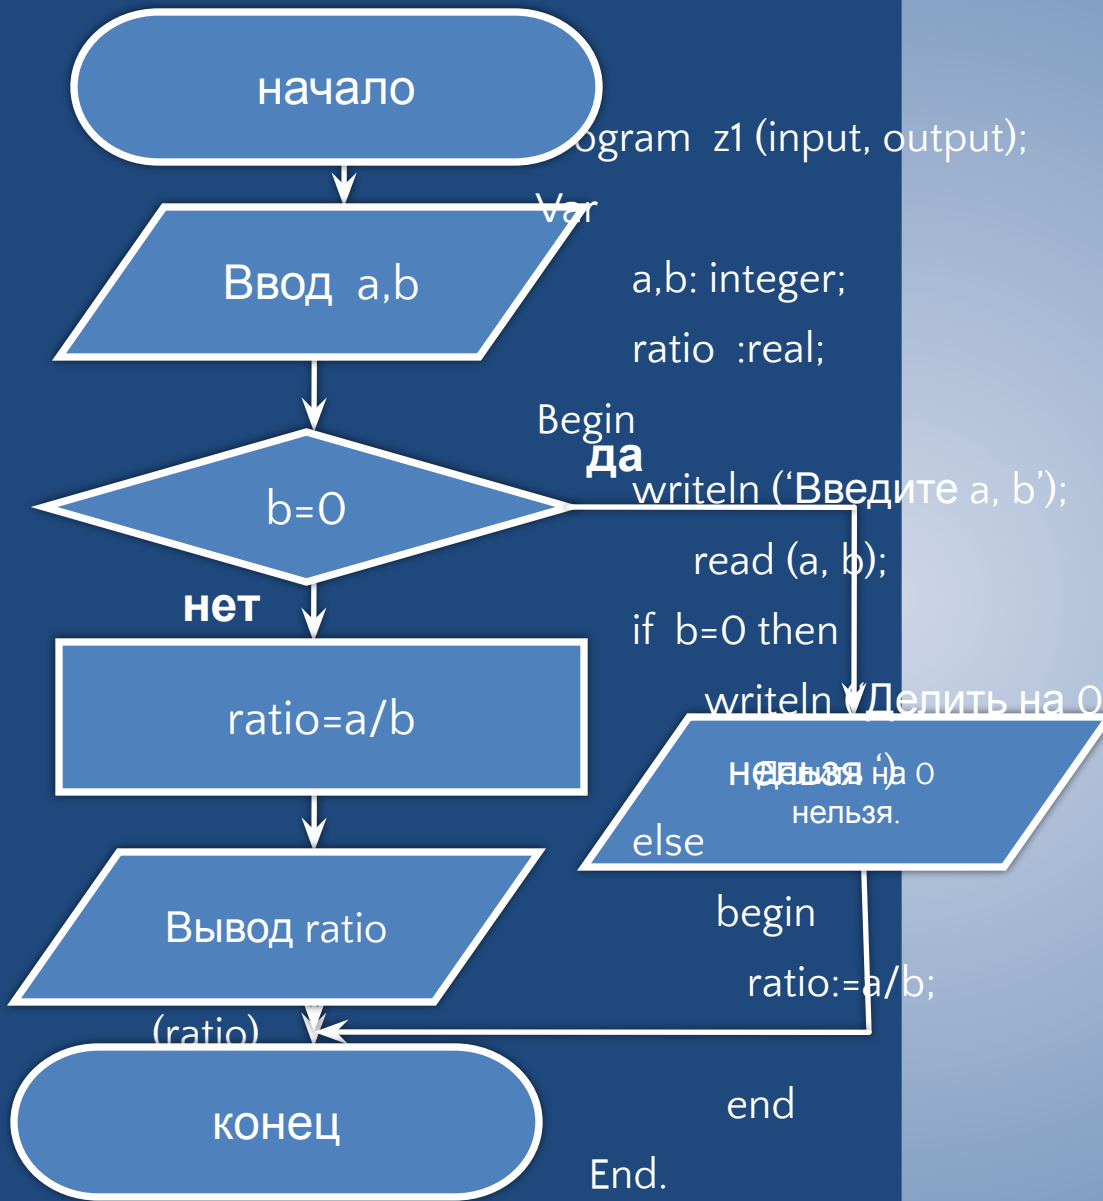 начало
Ввод a,b
b=0
да
нет
ratio=a/b
Вывод ratio
(ratio)
конец
Делить на 0
нельзя.
ogram z1 (input, output);
Var
a,b: integer;
ratio :real;
Begin
writeln (‘Введите a, b’);
read (a, b);
if b=0 then
writeln (‘Делить на 0
нельзя ‘)
else
begin
ratio:=a/b;
end
End.